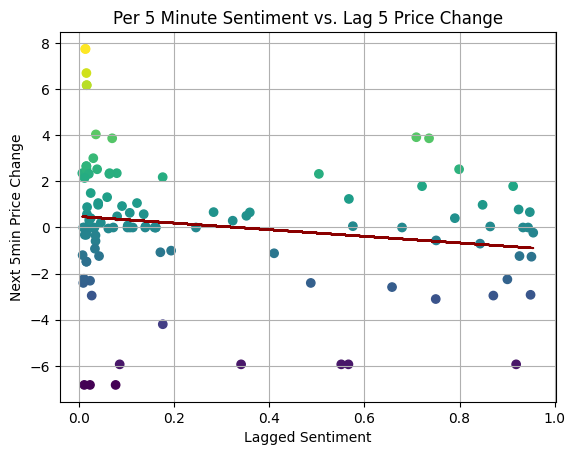 Per 5 Minute Sentiment vs. Lag 5 Price Change
Next 5min Price Change
8
6
4
2
0
−2
−4
−6
0.0 0.2 0.4 0.6 0.8 1.0
Lagged Sentiment